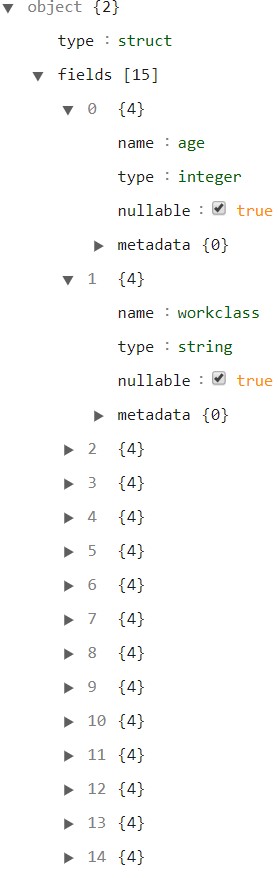 object {2}
type : struct
fields [15]
0 {4}
name : age
type : integer
nullable : true
metadata {0}
1 {4}
name : workclass
type : string
nullable : true
metadata {0}
2 {4}
3 {4}
4 {4}
5 {4}
6 {4}
7 {4}
8 {4}
9 {4}
10 {4}
11 {4}
12 {4}
13 {4}
14 {4}